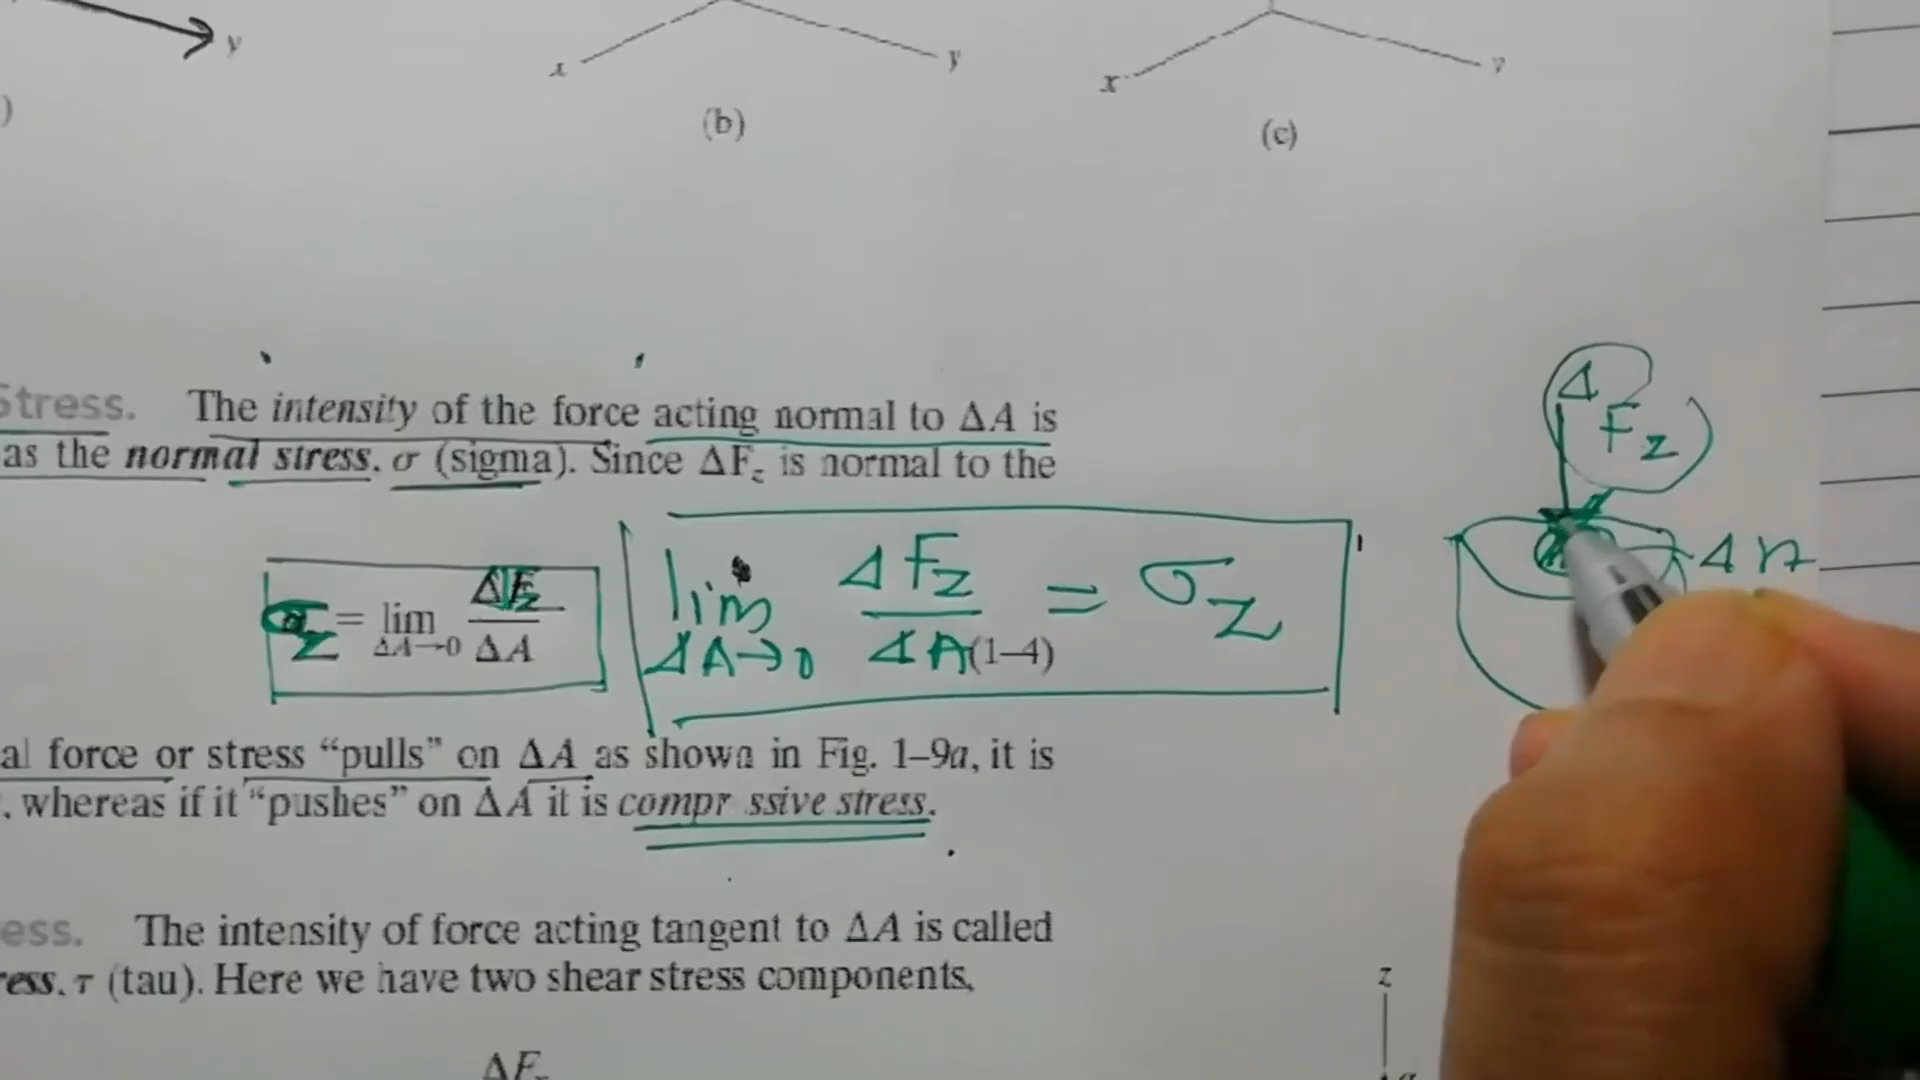 y
x y
x y
)
(b)
(c)
Stress. The intensity of the force acting normal to ΔA is
as the normal stress, σ (sigma). Since ΔFz is normal to the
Δ
Fz
σz = lim ΔA→0 ΔFz / ΔA
lim ΔA→0 ΔFz / ΔA = σz
(1–4)
al force or stress “pulls” on ΔA as shown in Fig. 1–9a, it is
, whereas if it “pushes” on ΔA it is compr ssive stress.
ess. The intensity of force acting tangent to ΔA is called
ress, τ (tau). Here we have two shear stress components,
z